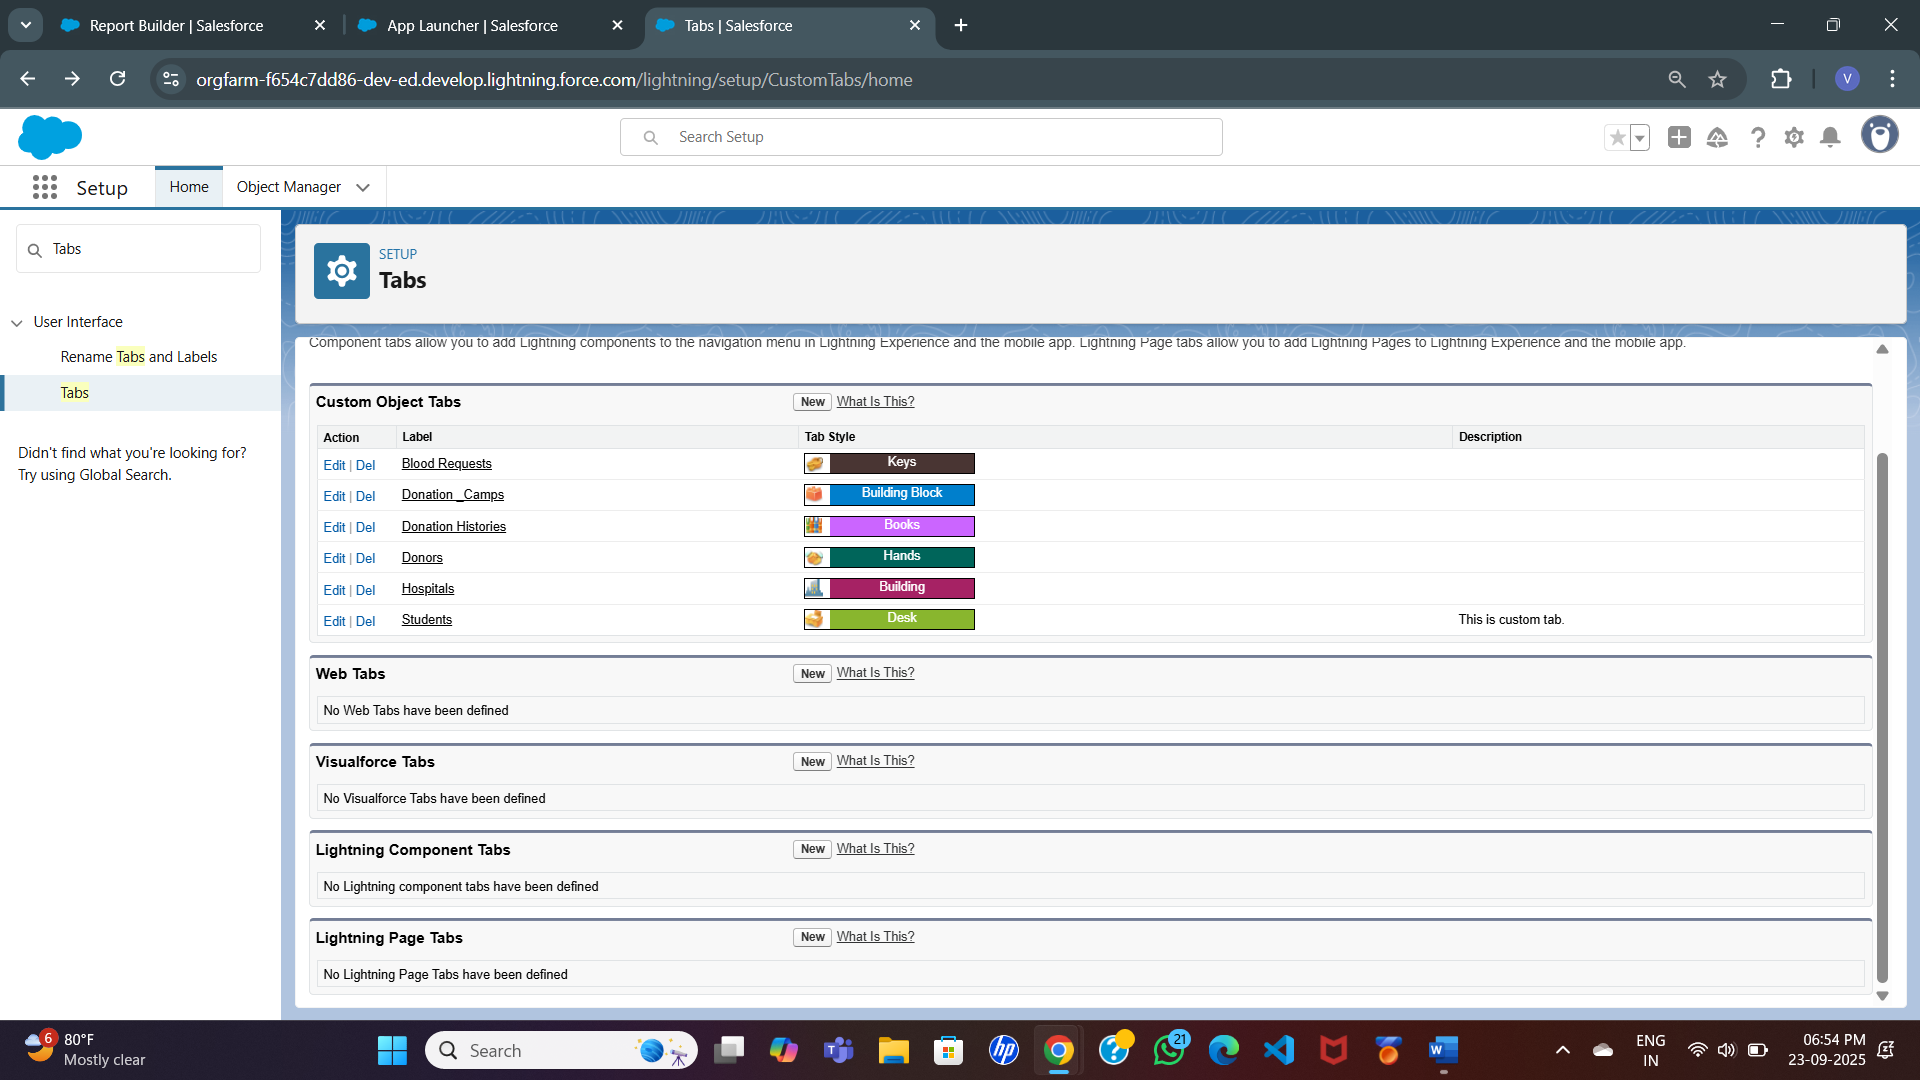 Report Builder | Salesforce
App Launcher | Salesforce
Tabs | Salesforce
orgfarm-f654c7dd86-dev-ed.develop.lightning.force.com/lightning/setup/CustomTabs/home
V
Search Setup
Setup
Home
Object Manager
Tabs
User Interface
Rename Tabs and Labels
Tabs
Didn't find what you're looking for?
Try using Global Search.
SETUP
Tabs
Component tabs allow you to add Lightning components to the navigation menu in Lightning Experience and the mobile app. Lightning Page tabs allow you to add Lightning Pages to Lightning Experience and the mobile app.
Custom Object Tabs New What Is This?
Action Label Tab Style Description
Edit | Del Blood Requests Keys
Edit | Del Donation _Camps Building Block
Edit | Del Donation Histories Books
Edit | Del Donors Hands
Edit | Del Hospitals Building
Edit | Del Students Desk This is custom tab.
Web Tabs New What Is This?
No Web Tabs have been defined
Visualforce Tabs New What Is This?
No Visualforce Tabs have been defined
Lightning Component Tabs New What Is This?
No Lightning component tabs have been defined
Lightning Page Tabs New What Is This?
No Lightning Page Tabs have been defined
6
80°F
Mostly clear
Search
21
ENG
IN
06:54 PM
23-09-2025